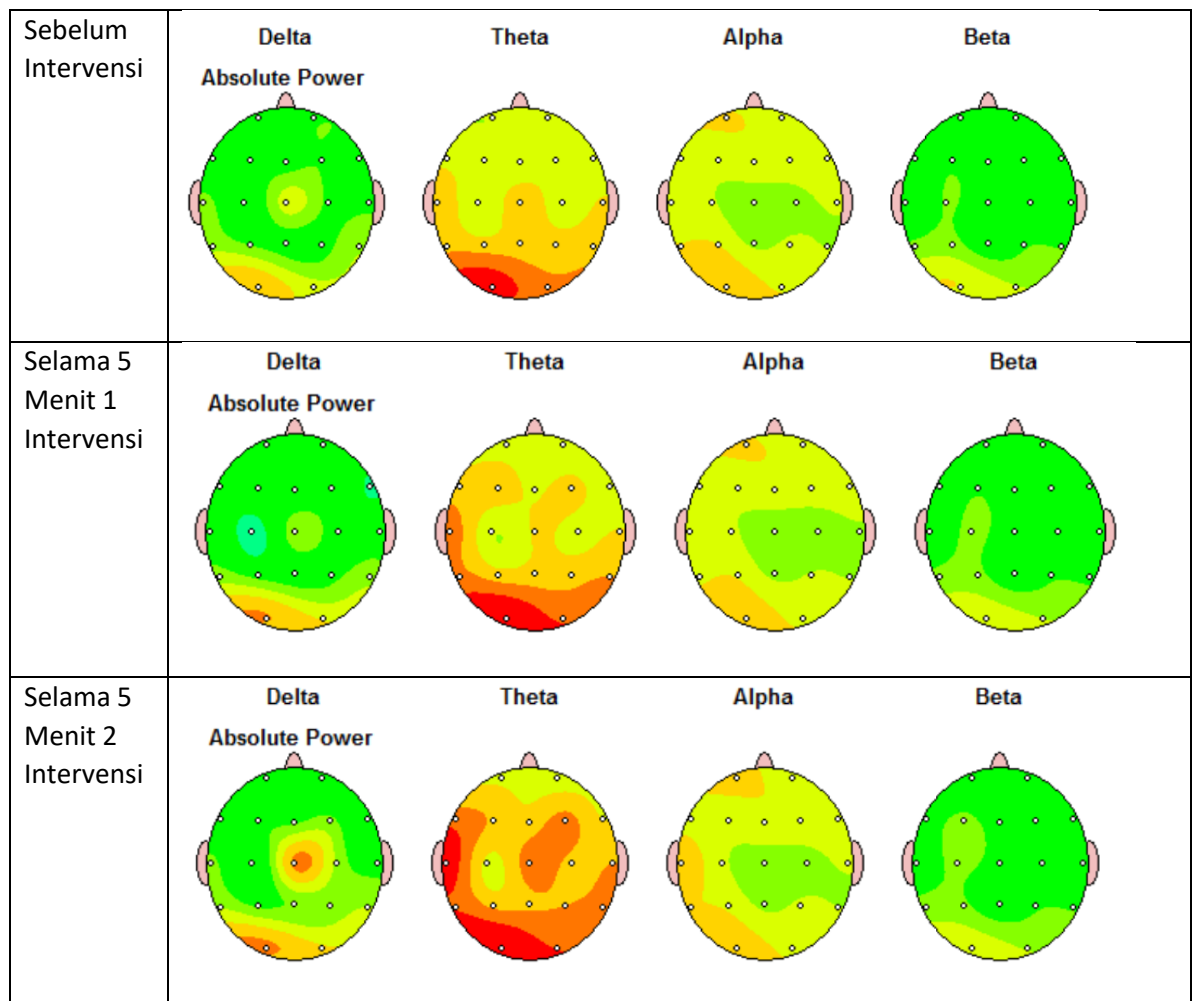 Sebelum
Intervensi
Delta Theta Alpha Beta
Absolute Power
Selama 5
Menit 1
Intervensi
Delta Theta Alpha Beta
Absolute Power
Selama 5
Menit 2
Intervensi
Delta Theta Alpha Beta
Absolute Power